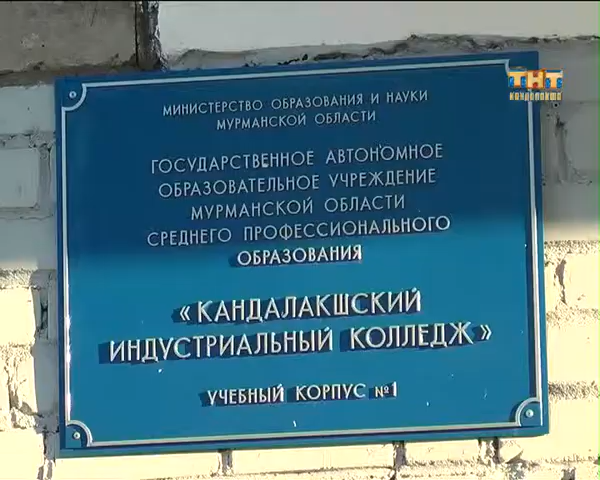 ТНТ
КАНДАЛАКША
МИНИСТЕРСТВО ОБРАЗОВАНИЯ И НАУКИ
МУРМАНСКОЙ ОБЛАСТИ
ГОСУДАРСТВЕННОЕ АВТОНОМНОЕ
ОБРАЗОВАТЕЛЬНОЕ УЧРЕЖДЕНИЕ
МУРМАНСКОЙ ОБЛАСТИ
СРЕДНЕГО ПРОФЕССИОНАЛЬНОГО
ОБРАЗОВАНИЯ
« КАНДАЛАКШСКИЙ
ИНДУСТРИАЛЬНЫЙ КОЛЛЕДЖ »
УЧЕБНЫЙ КОРПУС №1